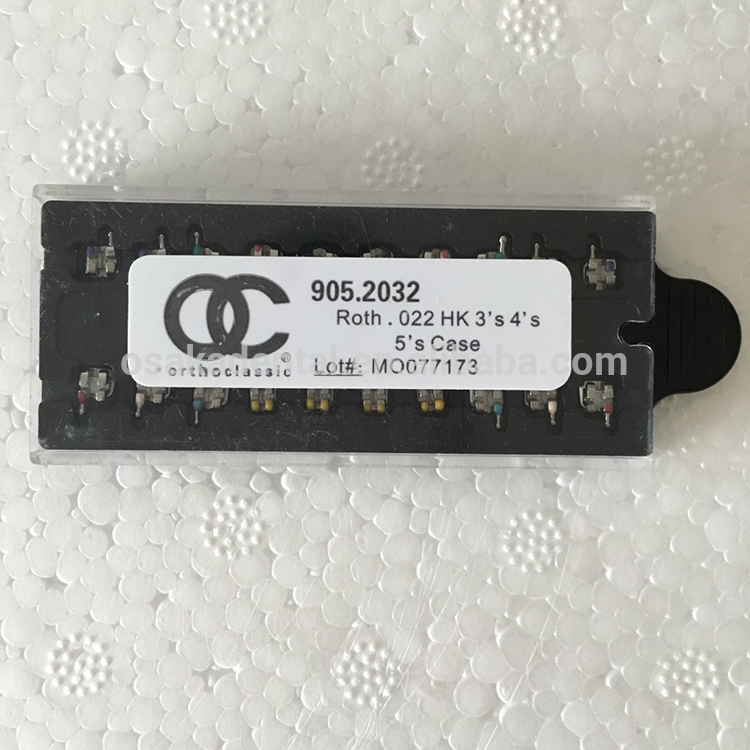 OC
905.2032
Roth . 022 HK 3's 4's
5's Case
orthoclassic®
Lot#: MO077173
osakadental.en.alibaba.com